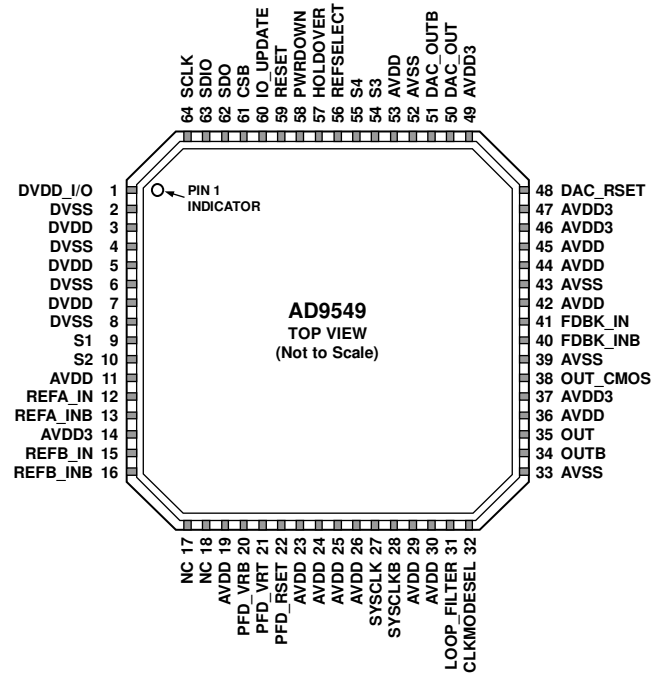 64 SCLK
63 SDIO
62 SDO
61 CSB
60 IO_UPDATE
59 RESET
58 PWRDOWN
57 HOLDOVER
56 REFSELECT
55 S4
54 S3
53 AVDD
52 AVSS
51 DAC_OUTB
50 DAC_OUT
49 AVDD3
DVDD_I/O 1
DVSS 2
DVDD 3
DVSS 4
DVDD 5
DVSS 6
DVDD 7
DVSS 8
S1 9
S2 10
AVDD 11
REFA_IN 12
REFA_INB 13
AVDD3 14
REFB_IN 15
REFB_INB 16
PIN 1
INDICATOR
AD9549
TOP VIEW
(Not to Scale)
48 DAC_RSET
47 AVDD3
46 AVDD3
45 AVDD
44 AVDD
43 AVSS
42 AVDD
41 FDBK_IN
40 FDBK_INB
39 AVSS
38 OUT_CMOS
37 AVDD3
36 AVDD
35 OUT
34 OUTB
33 AVSS
NC 17
NC 18
AVDD 19
PFD_VRB 20
PFD_VRT 21
PFD_RSET 22
AVDD 23
AVDD 24
AVDD 25
AVDD 26
SYSCLK 27
SYSCLKB 28
AVDD 29
AVDD 30
LOOP_FILTER 31
CLKMODESEL 32